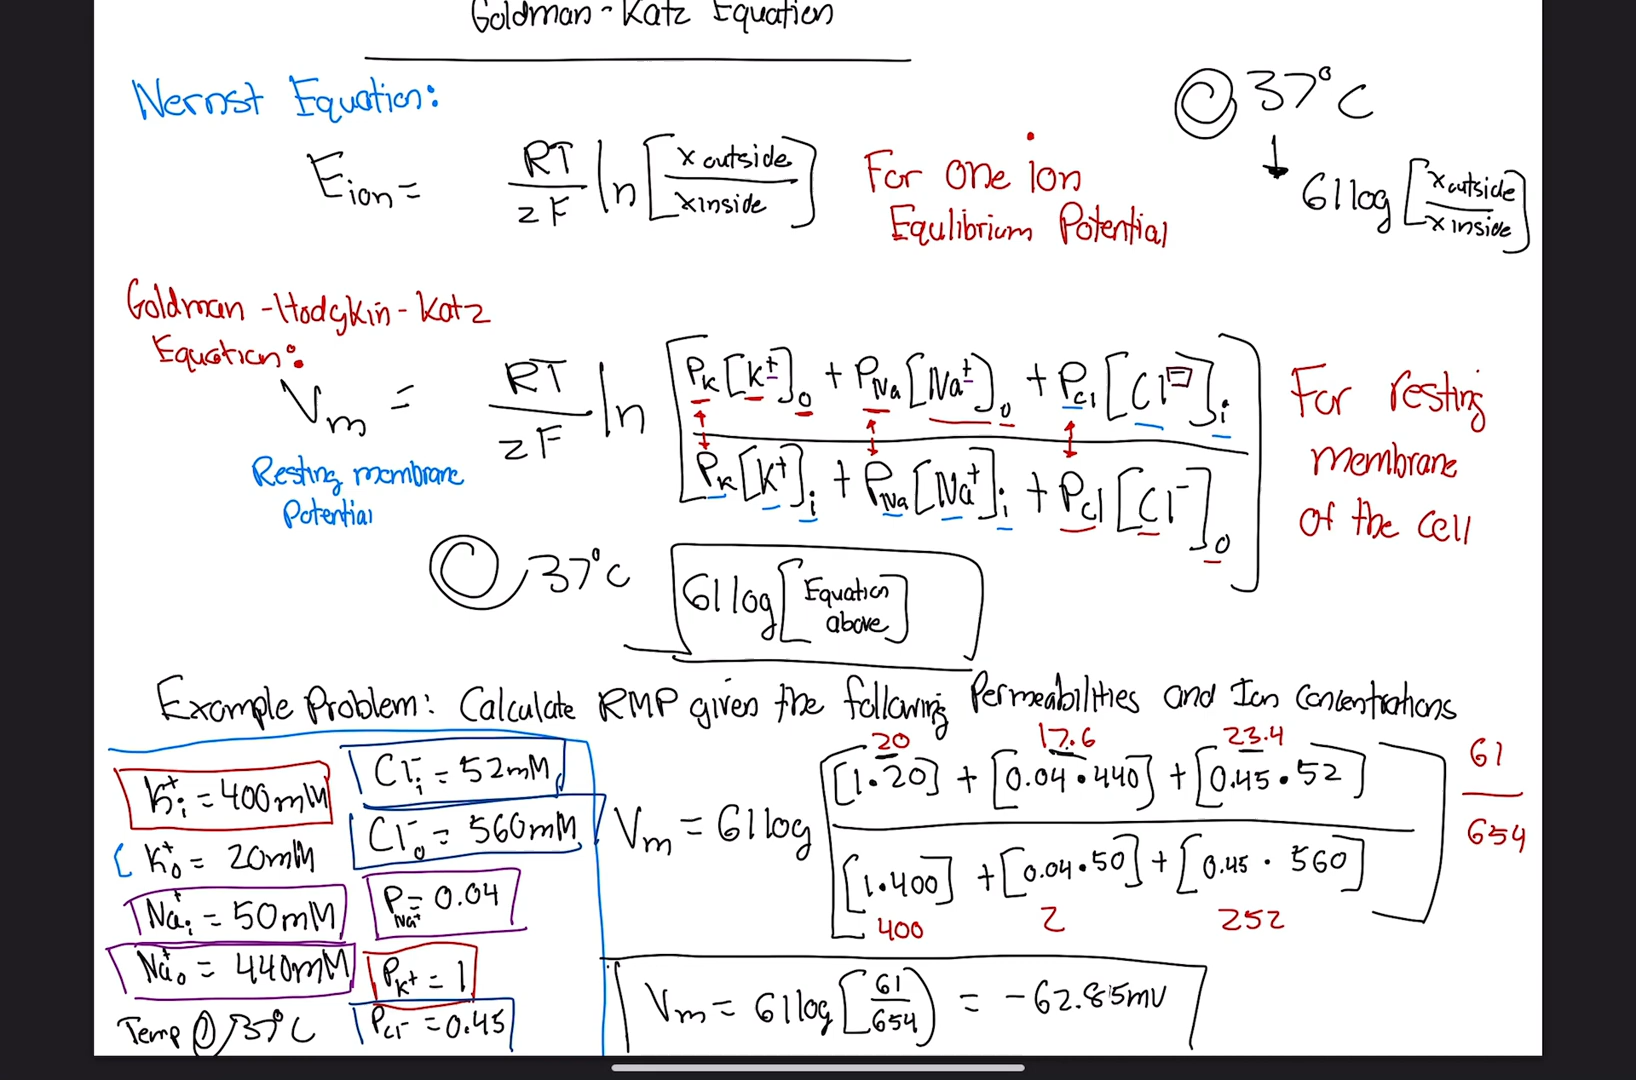 Goldman-Katz Equation
Nernst Equation:
@ 37°C
E ion = RT / zF ln [x outside / x inside]
For one ion
Equlibrium Potential
61 log [x outside / x inside]
Goldman-Hodgkin-Katz
Equation:
Vm = RT / zF ln [PK[K+]o + PNa[Na+]o + PCl[Cl-]i / PK[K+]i + PNa[Na+]i + PCl[Cl-]o]
Resting membrane
Potential
For resting
membrane
of the cell
@ 37°C 61 log [Equation above]
Example Problem: Calculate RMP given the following Permeabilities and Ion Concentrations
K+i = 400mM
K+o = 20mM
Na+i = 50mM
Na+o = 440mM
Temp @ 37°C
Cl-i = 52mM
Cl-o = 560mM
PNa+ = 0.04
PK+ = 1
PCl- = 0.45
20 17.6 23.4
Vm = 61 log [[1·20] + [0.04·440] + [0.45·52] / [1·400] + [0.04·50] + [0.45·560]]
400 2 252
61
654
Vm = 61 log [61 / 654] = -62.85mV